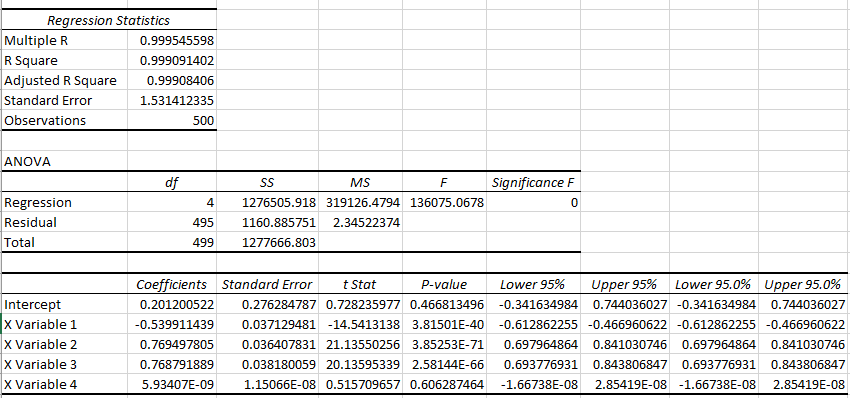 Regression Statistics
Multiple R 0.999545598
R Square 0.999091402
Adjusted R Square 0.99908406
Standard Error 1.531412335
Observations 500
ANOVA
df SS MS F Significance F
Regression 4 1276505.918 319126.4794 136075.0678 0
Residual 495 1160.885751 2.34522374
Total 499 1277666.803
Coefficients Standard Error t Stat P-value Lower 95% Upper 95% Lower 95.0% Upper 95.0%
Intercept 0.201200522 0.276284787 0.728235977 0.466813496 -0.341634984 0.744036027 -0.341634984 0.744036027
X Variable 1 -0.539911439 0.037129481 -14.5413138 3.81501E-40 -0.612862255 -0.466960622 -0.612862255 -0.466960622
X Variable 2 0.769497805 0.036407831 21.13550256 3.85253E-71 0.697964864 0.841030746 0.697964864 0.841030746
X Variable 3 0.768791889 0.038180059 20.13595339 2.58144E-66 0.693776931 0.843806847 0.693776931 0.843806847
X Variable 4 5.93407E-09 1.15066E-08 0.515709657 0.606287464 -1.66738E-08 2.85419E-08 -1.66738E-08 2.85419E-08